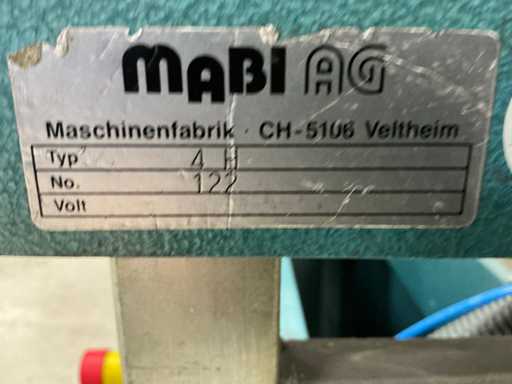 MABI AG
Maschinenfabrik · CH-5106 Veltheim
Typ 4 H
No. 122
Volt